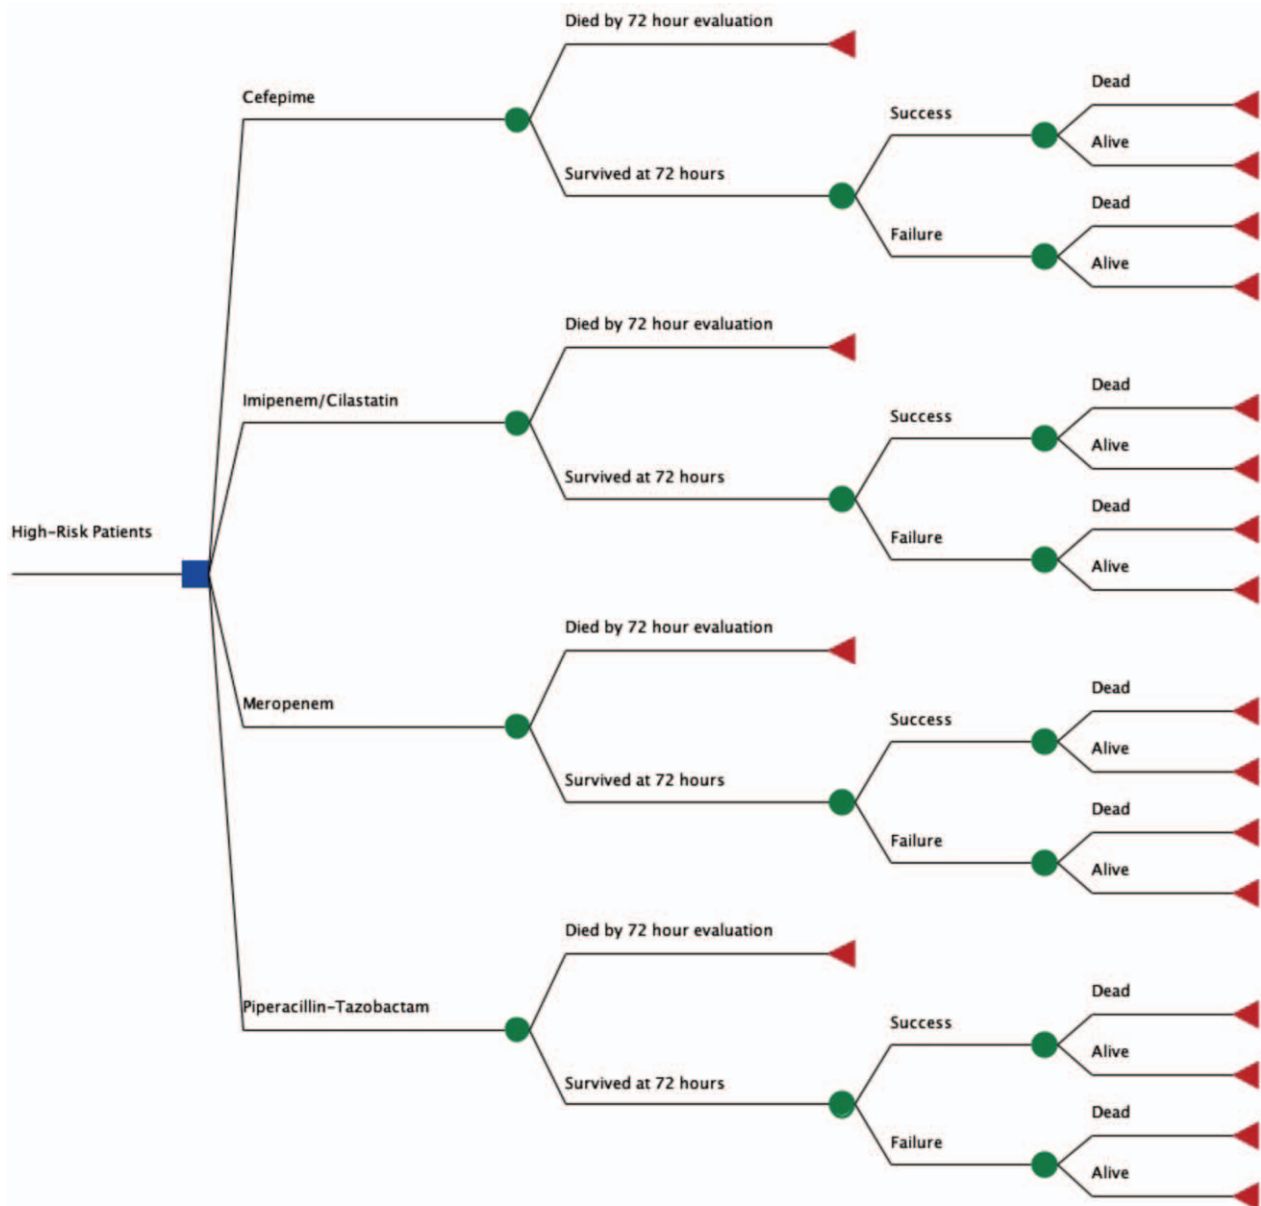 Died by 72 hour evaluation
Cefepime
Dead
Success
Alive
Survived at 72 hours
Dead
Failure
Alive
Died by 72 hour evaluation
Imipenem/Cilastatin
Dead
Success
Alive
Survived at 72 hours
Dead
High-Risk Patients
Failure
Alive
Died by 72 hour evaluation
Meropenem
Dead
Success
Alive
Survived at 72 hours
Dead
Failure
Alive
Died by 72 hour evaluation
Piperacillin-Tazobactam
Dead
Success
Alive
Survived at 72 hours
Dead
Failure
Alive